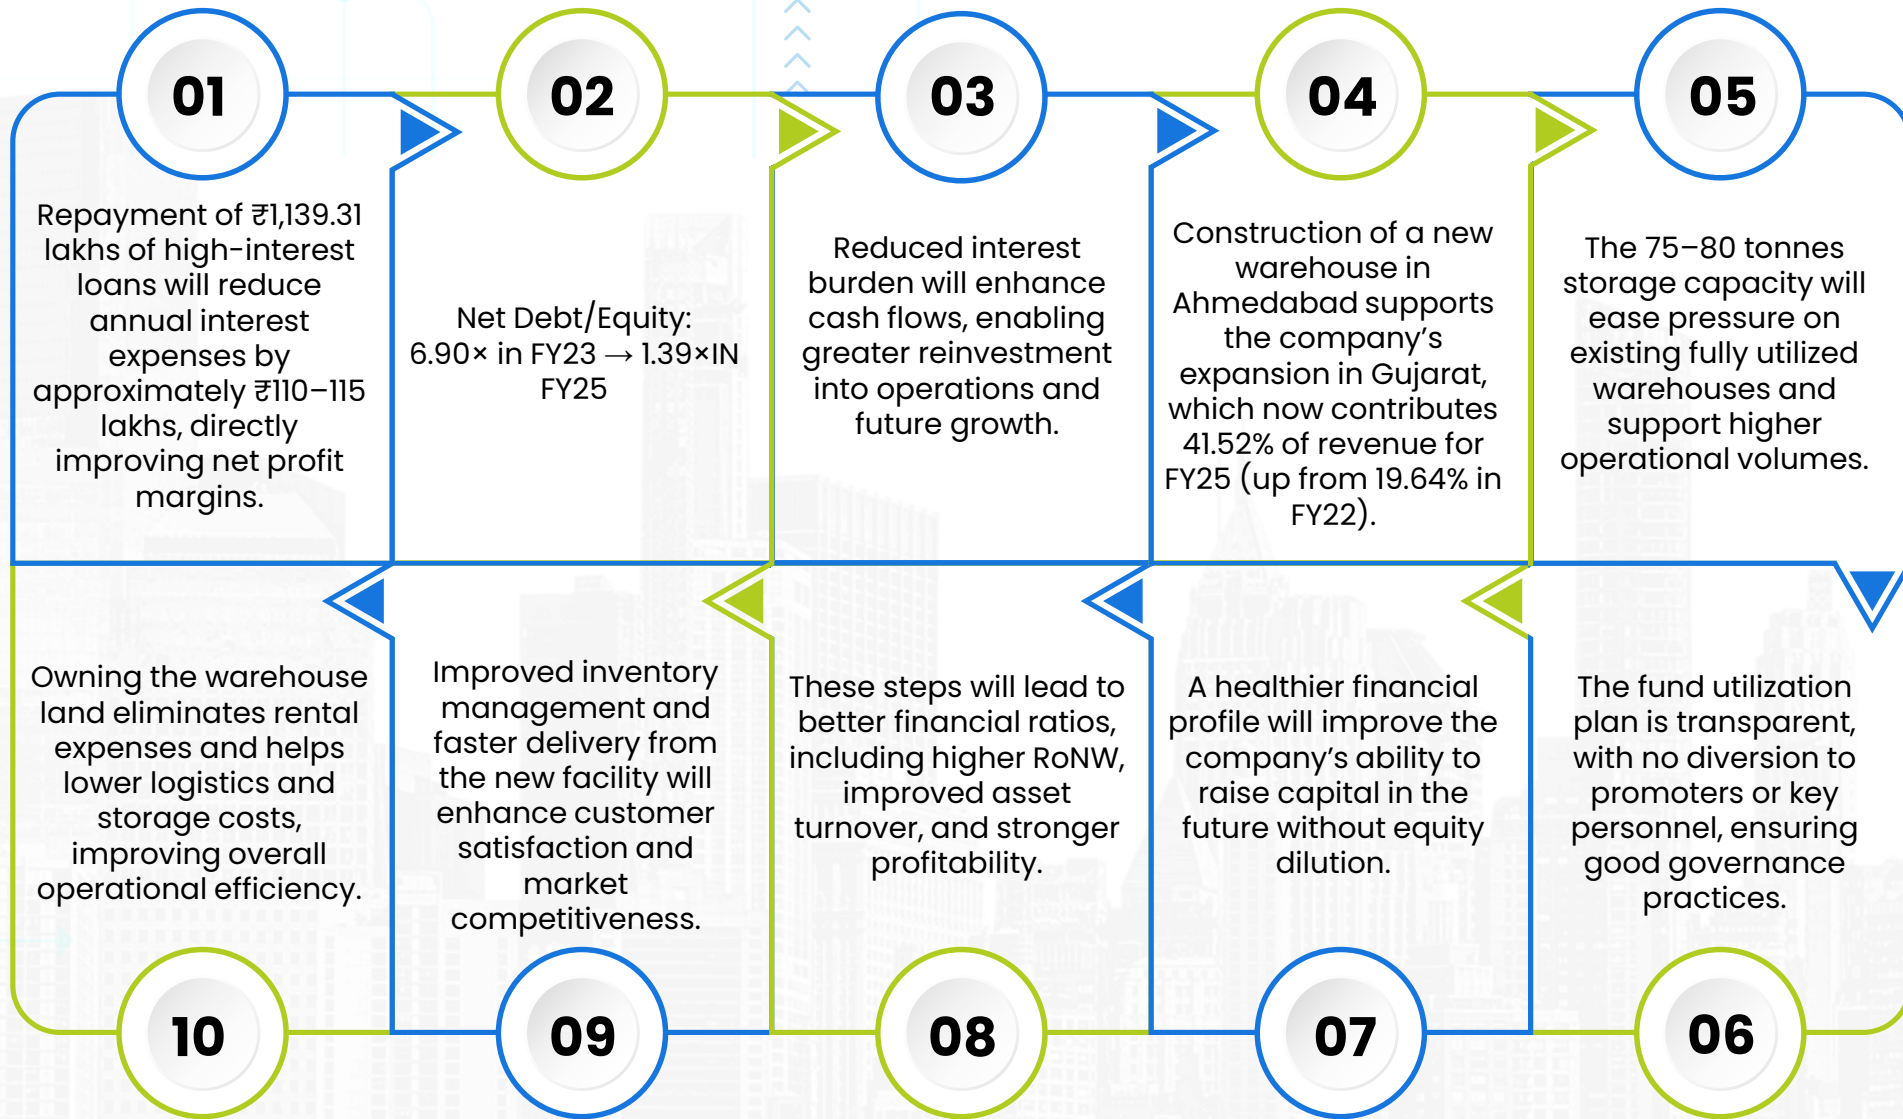 01
Repayment of ₹1,139.31
lakhs of high-interest
loans will reduce
annual interest
expenses by
approximately ₹110–115
lakhs, directly
improving net profit
margins.
02
Net Debt/Equity:
6.90× in FY23 → 1.39×IN
FY25
03
Reduced interest
burden will enhance
cash flows, enabling
greater reinvestment
into operations and
future growth.
04
Construction of a new
warehouse in
Ahmedabad supports
the company’s
expansion in Gujarat,
which now contributes
41.52% of revenue for
FY25 (up from 19.64% in
FY22).
05
The 75–80 tonnes
storage capacity will
ease pressure on
existing fully utilized
warehouses and
support higher
operational volumes.
The fund utilization
plan is transparent,
with no diversion to
promoters or key
personnel, ensuring
good governance
practices.
06
A healthier financial
profile will improve the
company’s ability to
raise capital in the
future without equity
dilution.
07
These steps will lead to
better financial ratios,
including higher RoNW,
improved asset
turnover, and stronger
profitability.
08
Improved inventory
management and
faster delivery from
the new facility will
enhance customer
satisfaction and
market
competitiveness.
09
Owning the warehouse
land eliminates rental
expenses and helps
lower logistics and
storage costs,
improving overall
operational efficiency.
10